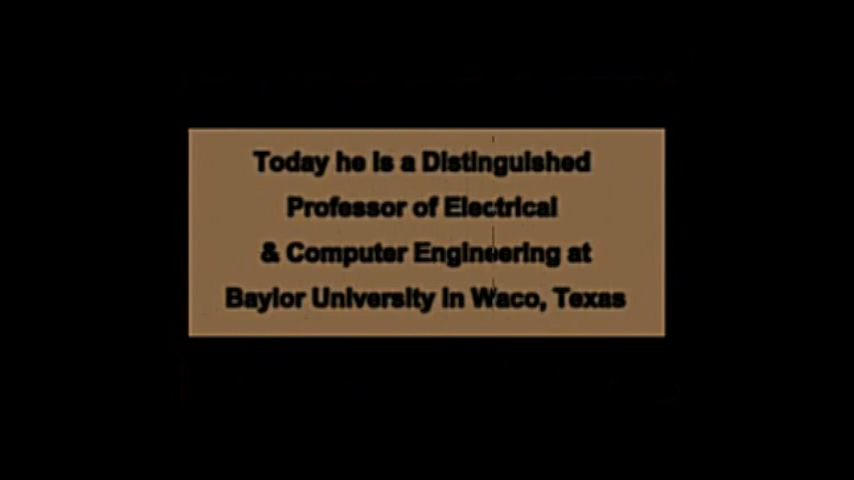 Today he is a Distinguished
Professor of Electrical
& Computer Engineering at
Baylor University in Waco, Texas